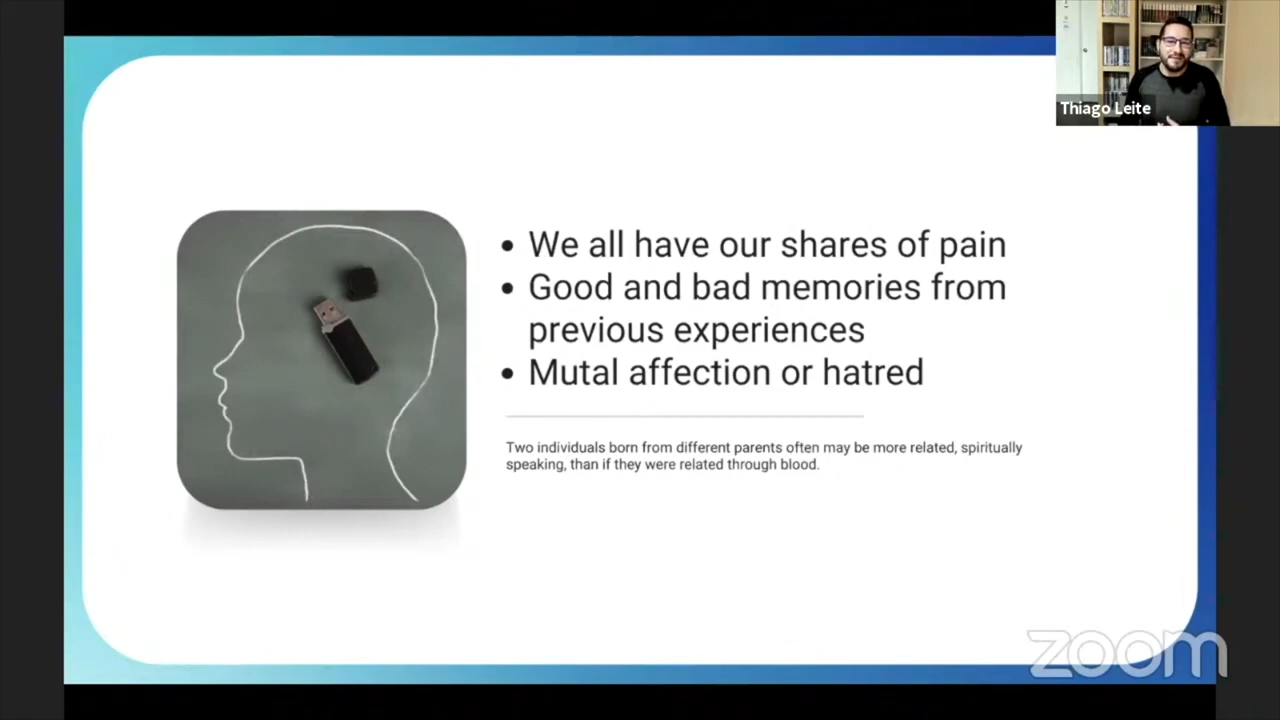 Thiago Leite
• We all have our shares of pain
• Good and bad memories from
previous experiences
• Mutal affection or hatred
Two individuals born from different parents often may be more related, spiritually
speaking, than if they were related through blood.
zoom